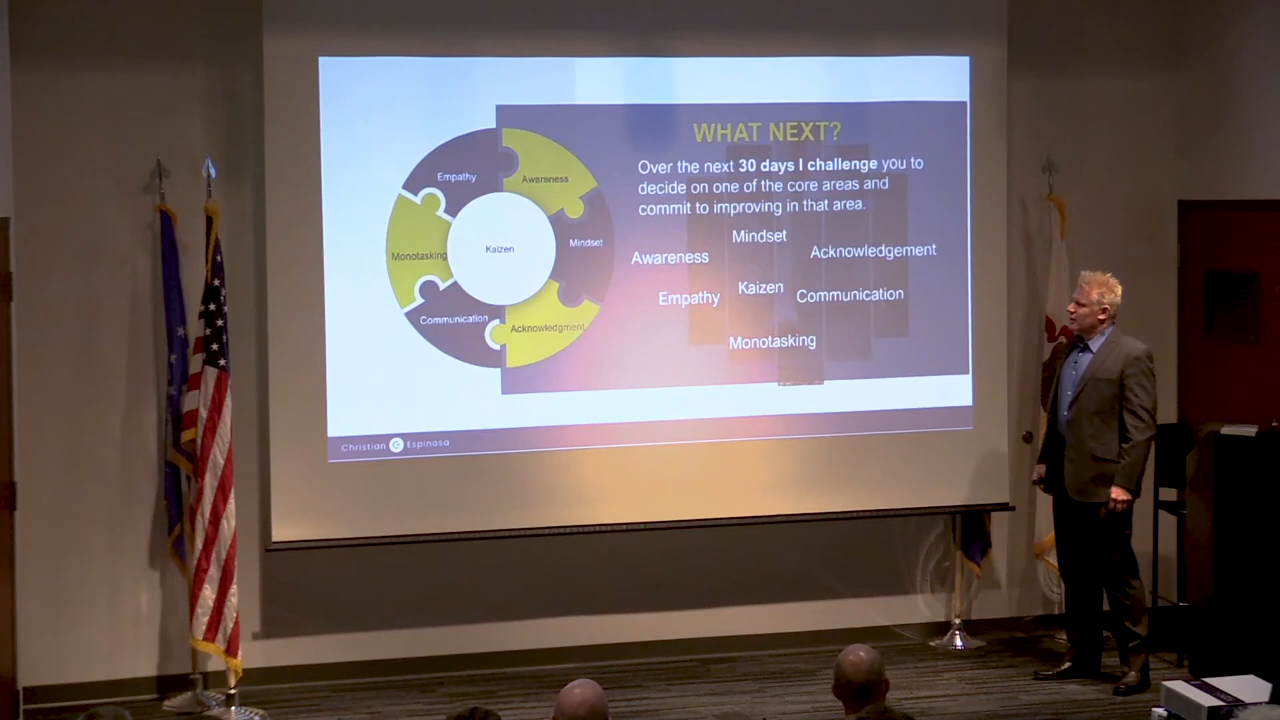 WHAT NEXT?
Over the next 30 days I challenge you to
decide on one of the core areas and
commit to improving in that area.
Mindset
Awareness
Acknowledgement
Kaizen
Empathy
Communication
Monotasking
Empathy
Awareness
Monotasking
Kaizen
Mindset
Communication
Acknowledgment
Christian C Espinosa